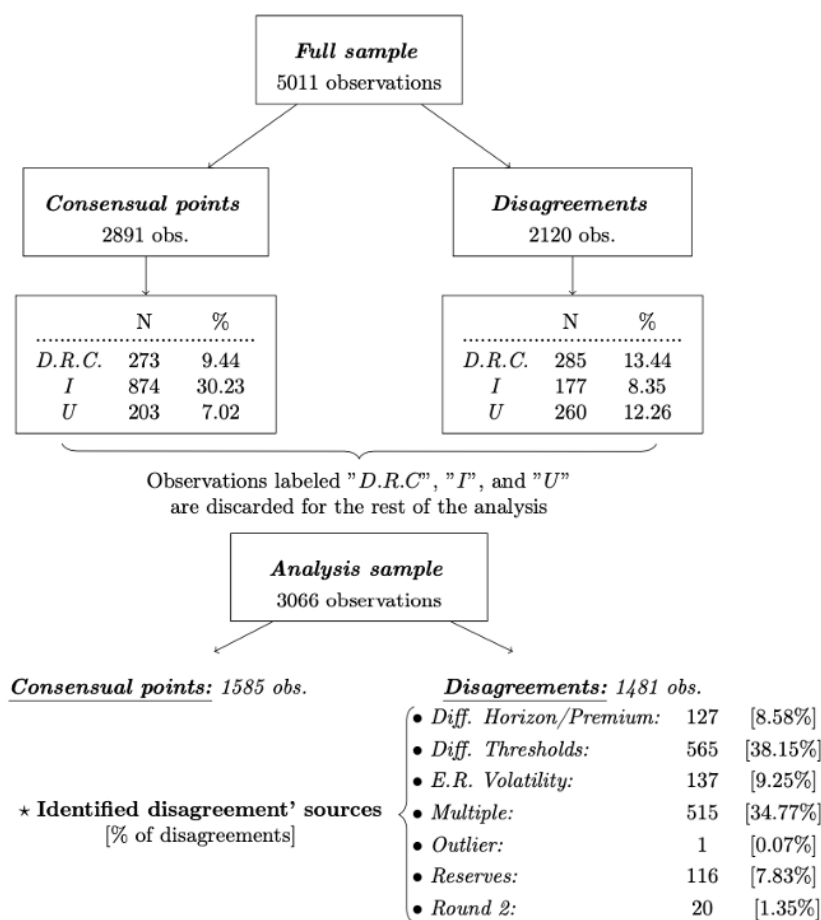 Full sample
5011 observations
Consensual points
2891 obs.
Disagreements
2120 obs.
N %
D.R.C. 273 9.44
I 874 30.23
U 203 7.02
N %
D.R.C. 285 13.44
I 177 8.35
U 260 12.26
Observations labeled "D.R.C", "I", and "U"
are discarded for the rest of the analysis
Analysis sample
3066 observations
Consensual points: 1585 obs.
Disagreements: 1481 obs.
⋆ Identified disagreement' sources
[% of disagreements]
• Diff. Horizon/Premium: 127 [8.58%]
• Diff. Thresholds: 565 [38.15%]
• E.R. Volatility: 137 [9.25%]
• Multiple: 515 [34.77%]
• Outlier: 1 [0.07%]
• Reserves: 116 [7.83%]
• Round 2: 20 [1.35%]